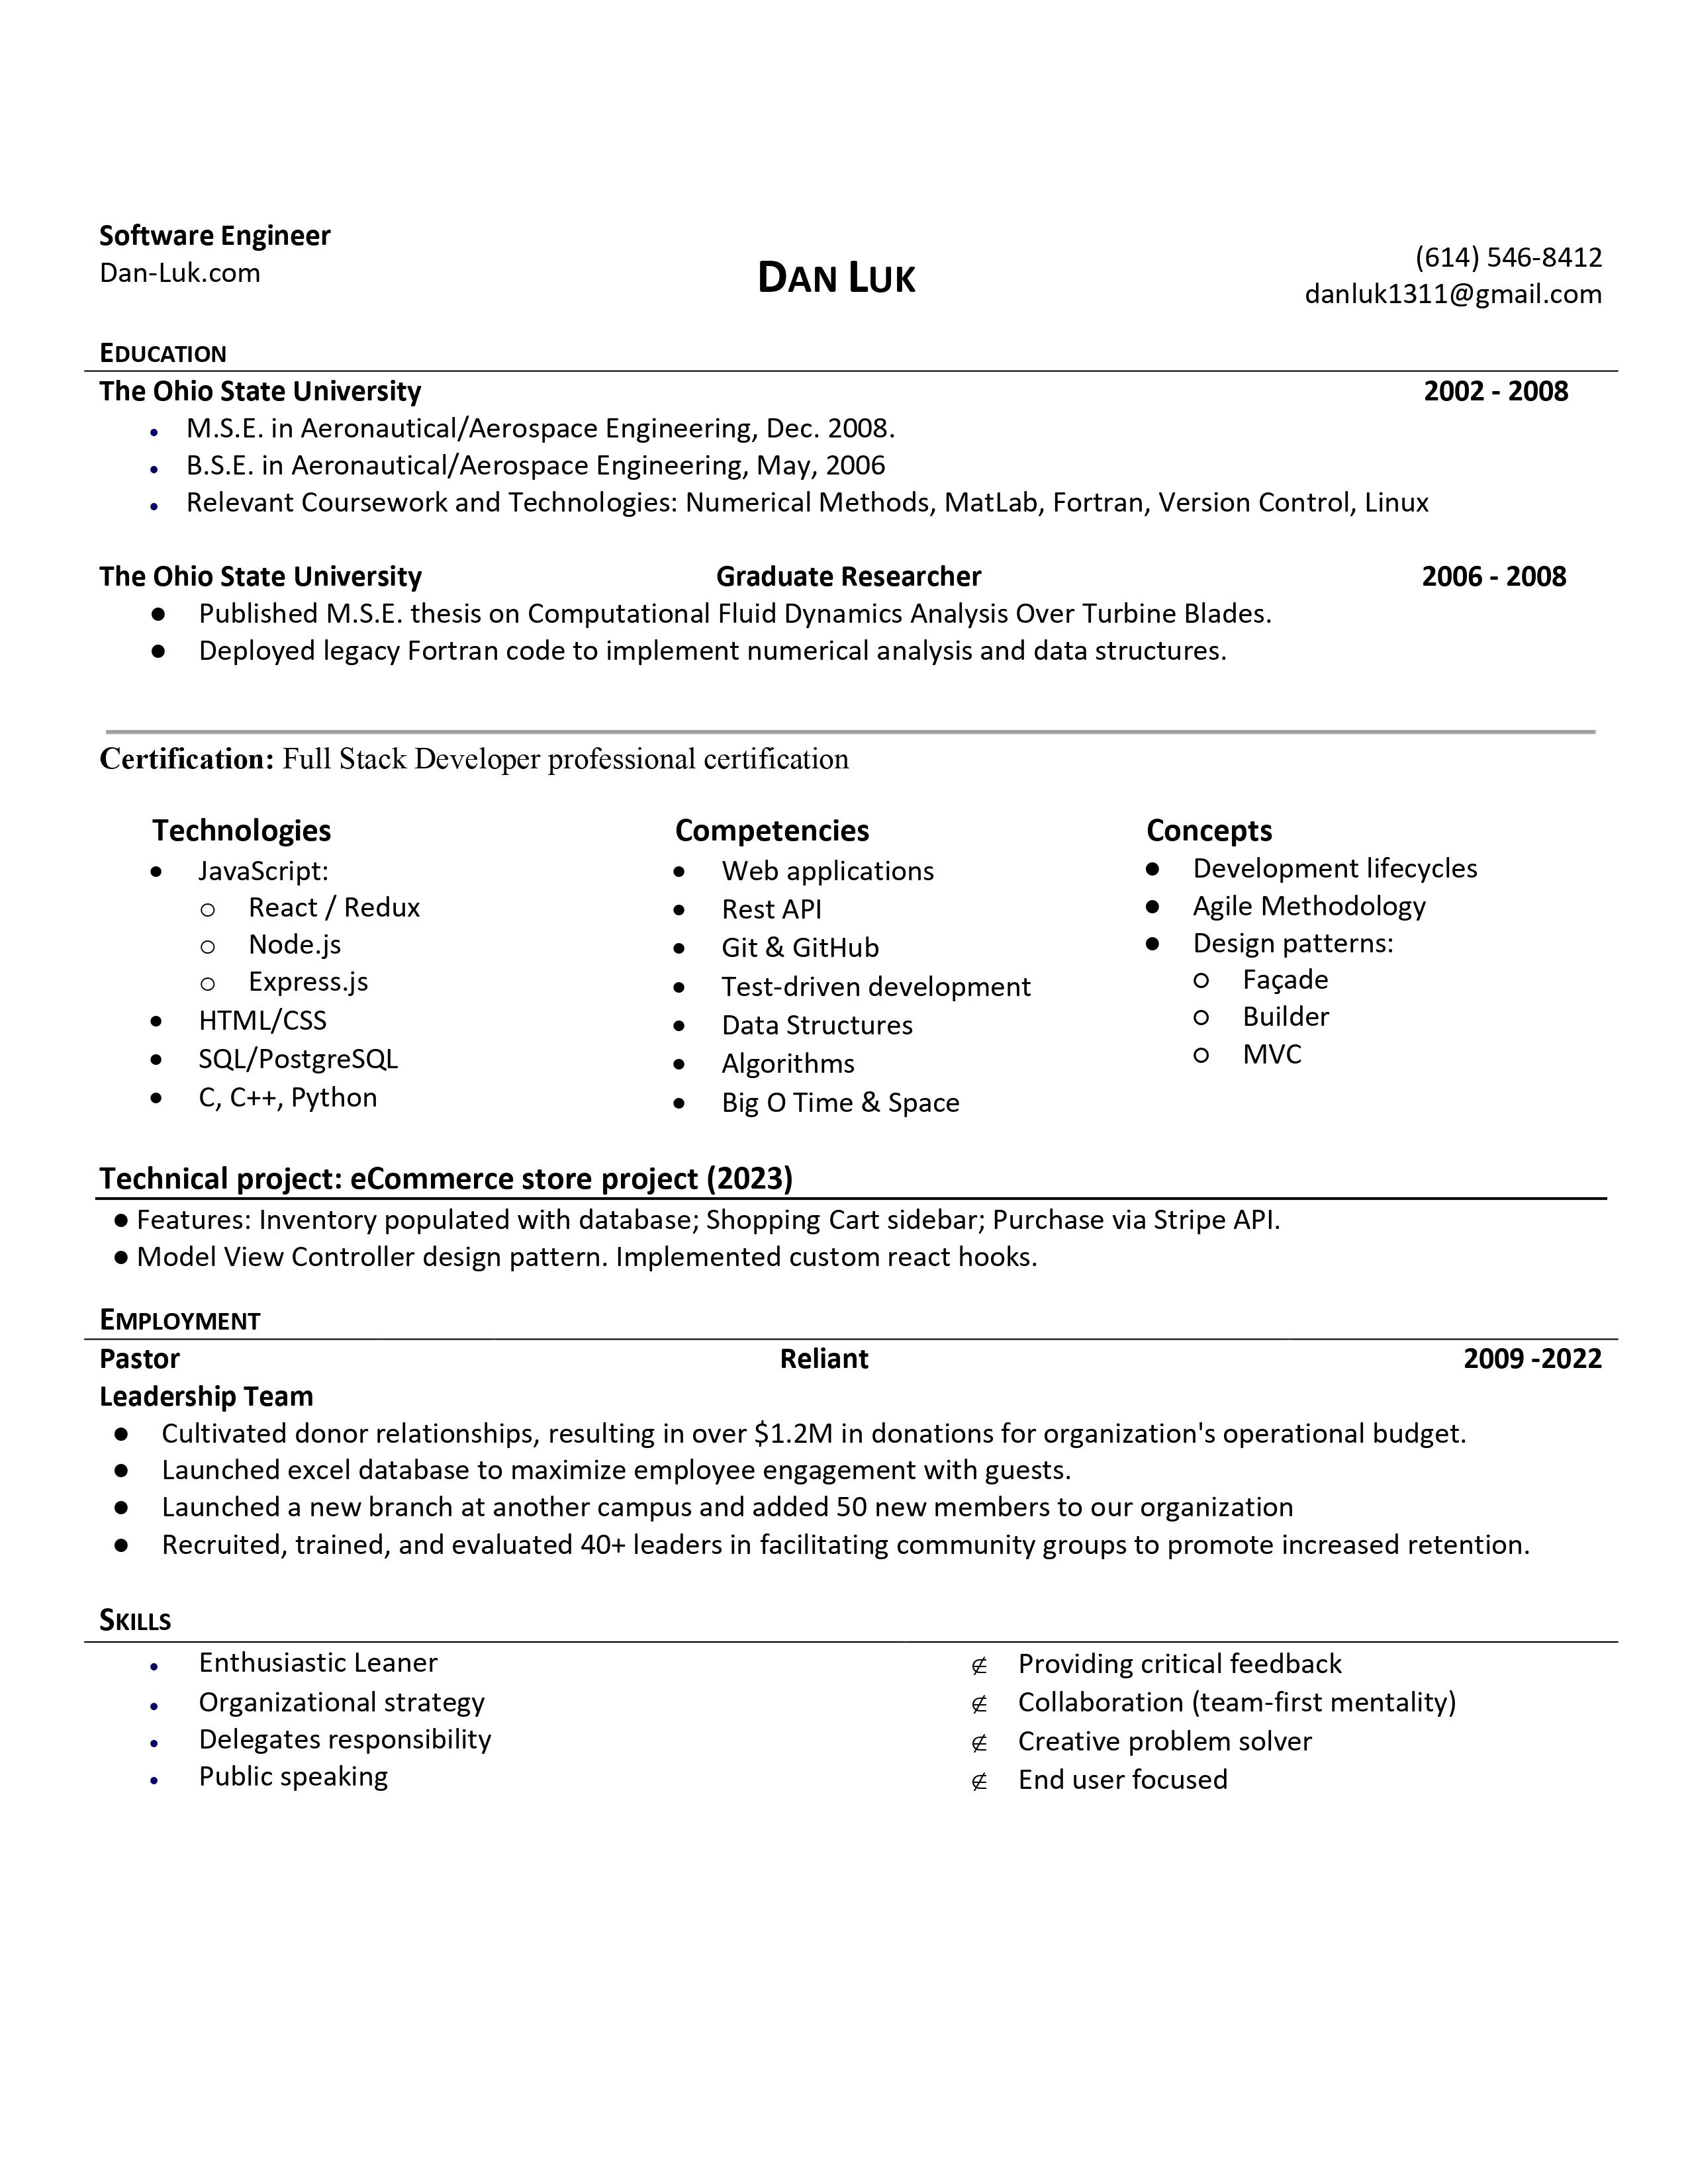 Software Engineer
Dan-Luk.com
DAN LUK
(614) 546-8412
danluk1311@gmail.com
EDUCATION
The Ohio State University 2002 - 2008
• M.S.E. in Aeronautical/Aerospace Engineering, Dec. 2008.
• B.S.E. in Aeronautical/Aerospace Engineering, May, 2006
• Relevant Coursework and Technologies: Numerical Methods, MatLab, Fortran, Version Control, Linux
The Ohio State University Graduate Researcher 2006 - 2008
● Published M.S.E. thesis on Computational Fluid Dynamics Analysis Over Turbine Blades.
● Deployed legacy Fortran code to implement numerical analysis and data structures.
Certification: Full Stack Developer professional certification
Technologies
• JavaScript:
o React / Redux
o Node.js
o Express.js
• HTML/CSS
• SQL/PostgreSQL
• C, C++, Python
Competencies
• Web applications
• Rest API
• Git & GitHub
• Test-driven development
• Data Structures
• Algorithms
• Big O Time & Space
Concepts
● Development lifecycles
● Agile Methodology
● Design patterns:
○ Façade
○ Builder
○ MVC
Technical project: eCommerce store project (2023)
● Features: Inventory populated with database; Shopping Cart sidebar; Purchase via Stripe API.
● Model View Controller design pattern. Implemented custom react hooks.
EMPLOYMENT
Pastor Reliant 2009 -2022
Leadership Team
● Cultivated donor relationships, resulting in over $1.2M in donations for organization's operational budget.
● Launched excel database to maximize employee engagement with guests.
● Launched a new branch at another campus and added 50 new members to our organization
● Recruited, trained, and evaluated 40+ leaders in facilitating community groups to promote increased retention.
SKILLS
• Enthusiastic Leaner
• Organizational strategy
• Delegates responsibility
• Public speaking
∉ Providing critical feedback
∉ Collaboration (team-first mentality)
∉ Creative problem solver
∉ End user focused